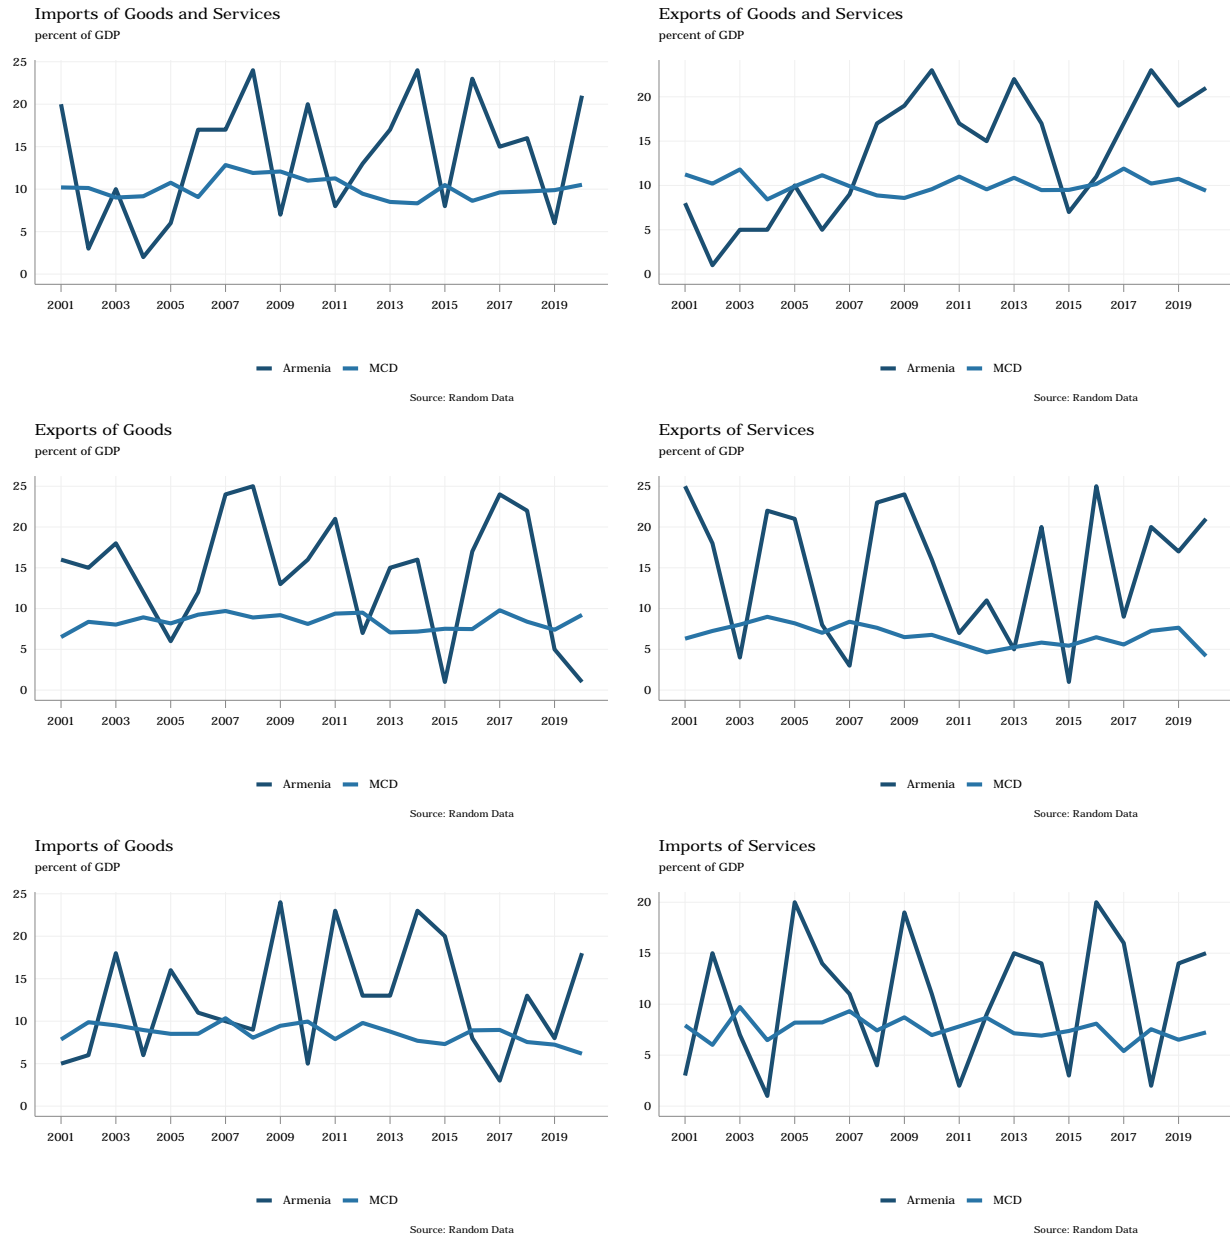 Imports of Goods and Services
percent of GDP
25
20
15
10
5
0
2001 2003 2005 2007 2009 2011 2013 2015 2017 2019
Armenia MCD
Source: Random Data
Exports of Goods and Services
percent of GDP
20
15
10
5
0
2001 2003 2005 2007 2009 2011 2013 2015 2017 2019
Armenia MCD
Source: Random Data
Exports of Goods
percent of GDP
25
20
15
10
5
0
2001 2003 2005 2007 2009 2011 2013 2015 2017 2019
Armenia MCD
Source: Random Data
Exports of Services
percent of GDP
25
20
15
10
5
0
2001 2003 2005 2007 2009 2011 2013 2015 2017 2019
Armenia MCD
Source: Random Data
Imports of Goods
percent of GDP
25
20
15
10
5
0
2001 2003 2005 2007 2009 2011 2013 2015 2017 2019
Armenia MCD
Source: Random Data
Imports of Services
percent of GDP
20
15
10
5
0
2001 2003 2005 2007 2009 2011 2013 2015 2017 2019
Armenia MCD
Source: Random Data